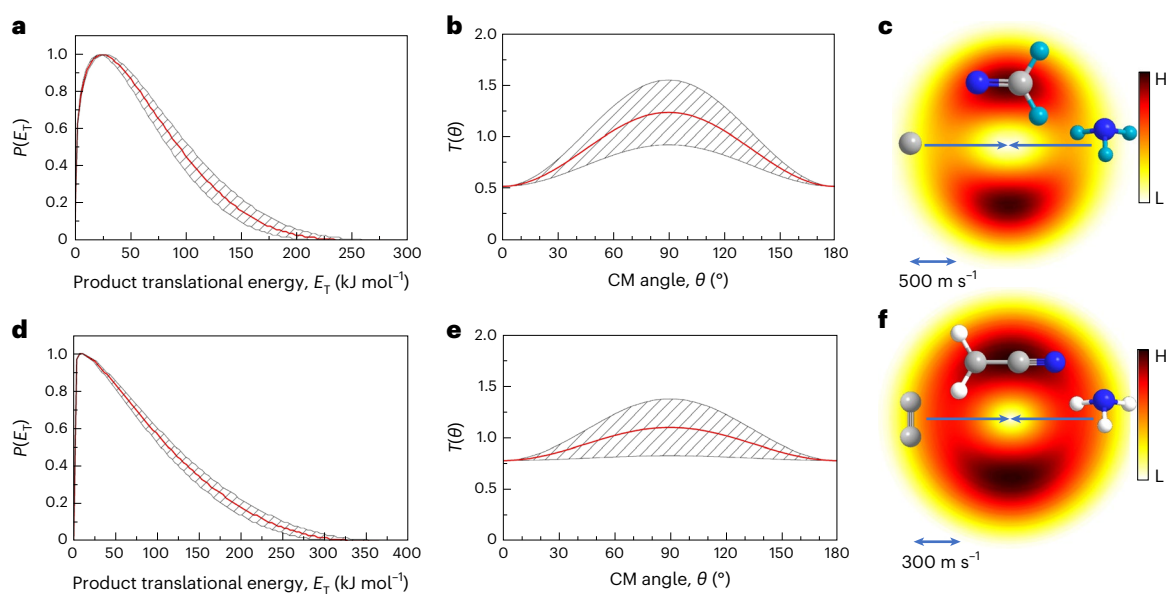 a
P(E_T)
1.0
0.8
0.6
0.4
0.2
0
0 50 100 150 200 250 300
Product translational energy, E_T (kJ mol⁻¹)
b
T(θ)
2.0
1.5
1.0
0.5
0
0 30 60 90 120 150 180
CM angle, θ (°)
c
H
L
500 m s⁻¹
d
P(E_T)
1.0
0.8
0.6
0.4
0.2
0
0 50 100 150 200 250 300 350 400
Product translational energy, E_T (kJ mol⁻¹)
e
T(θ)
2.0
1.5
1.0
0.5
0
0 30 60 90 120 150 180
CM angle, θ (°)
f
H
L
300 m s⁻¹